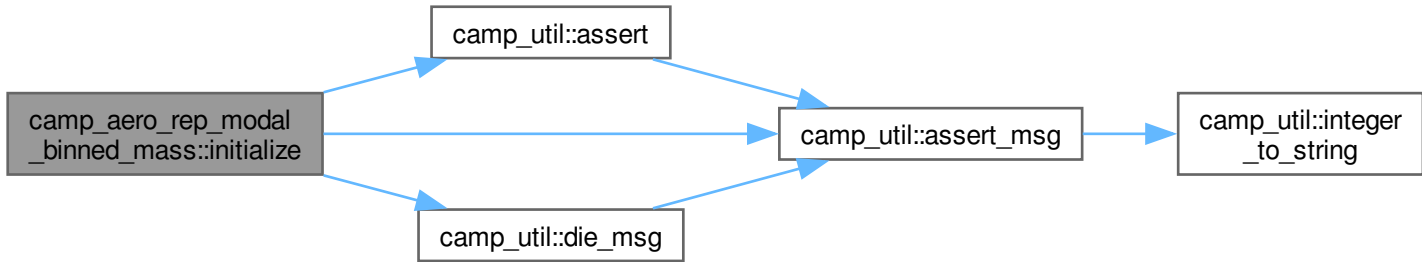 camp_aero_rep_modal
_binned_mass::initialize
camp_util::assert
camp_util::die_msg
camp_util::assert_msg
camp_util::integer
_to_string